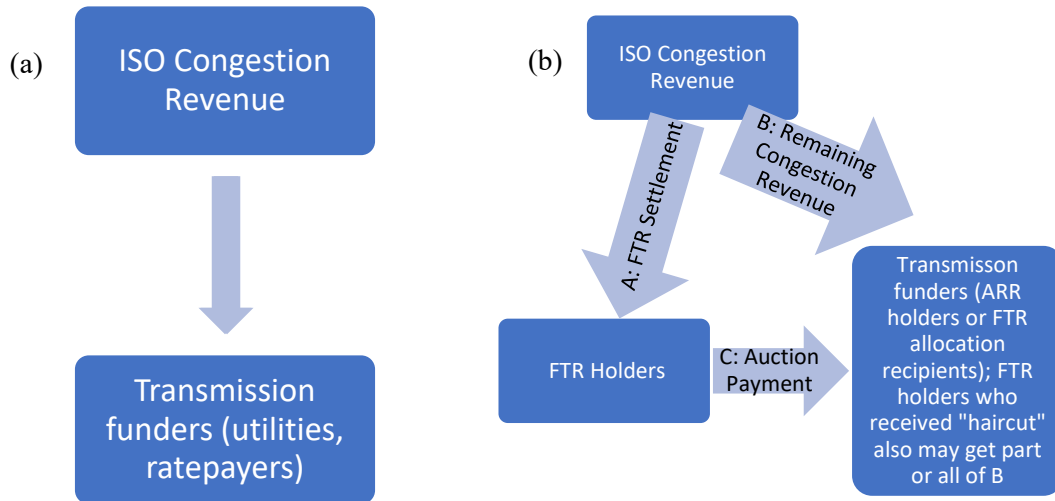 (a)
ISO Congestion
Revenue
Transmission
funders (utilities,
ratepayers)
(b)
ISO Congestion
Revenue
A: FTR Settlement
B: Remaining
Congestion
Revenue
FTR Holders
C: Auction
Payment
Transmisson
funders (ARR
holders or FTR
allocation
recipients); FTR
holders who
received "haircut"
also may get part
or all of B